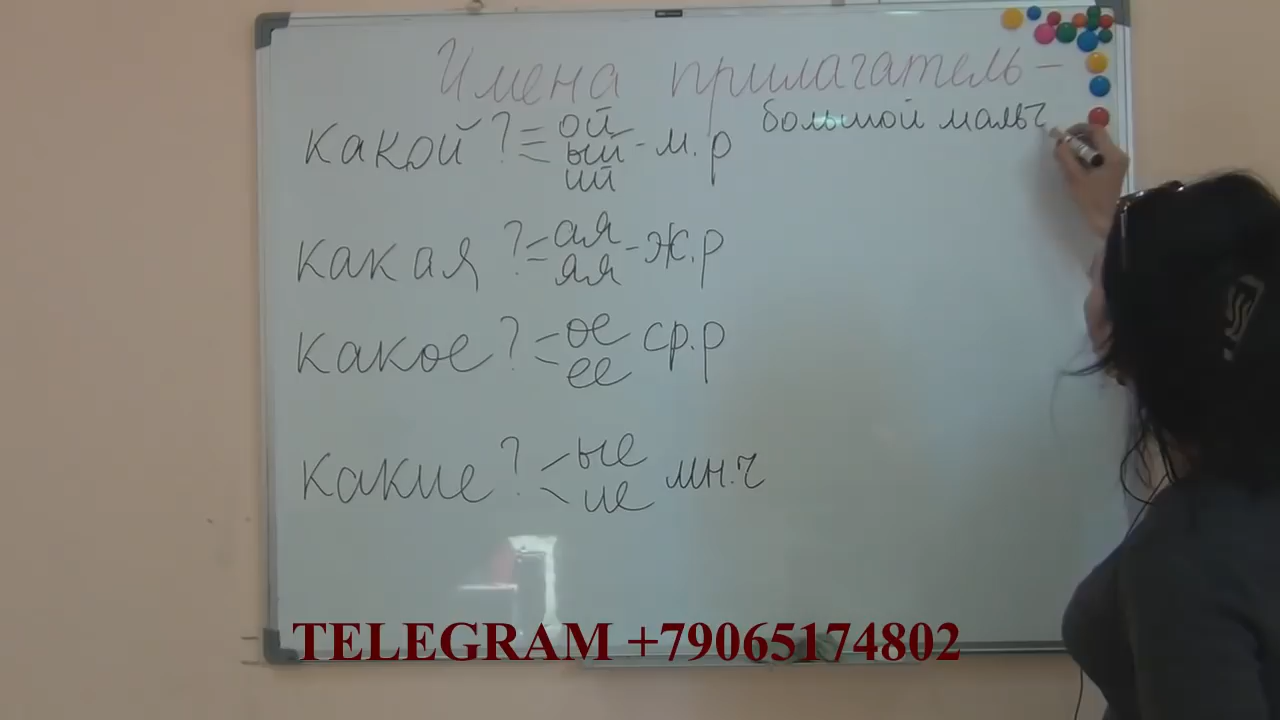 Имена прилагатель-
большой мальч
какой ? = ой
ый - м.р
ий
какая ? = ая
яя - ж.р
какое ? - ое
ее ср.р
какие ? ые
ие мн.ч
TELEGRAM +79065174802